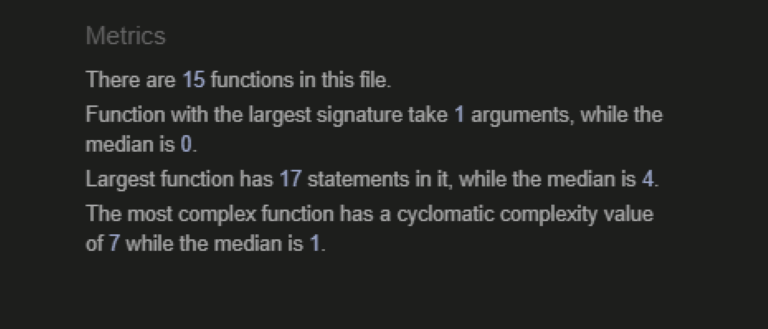 Metrics
There are 15 functions in this file.
Function with the largest signature take 1 arguments, while the
median is 0.
Largest function has 17 statements in it, while the median is 4.
The most complex function has a cyclomatic complexity value
of 7 while the median is 1.